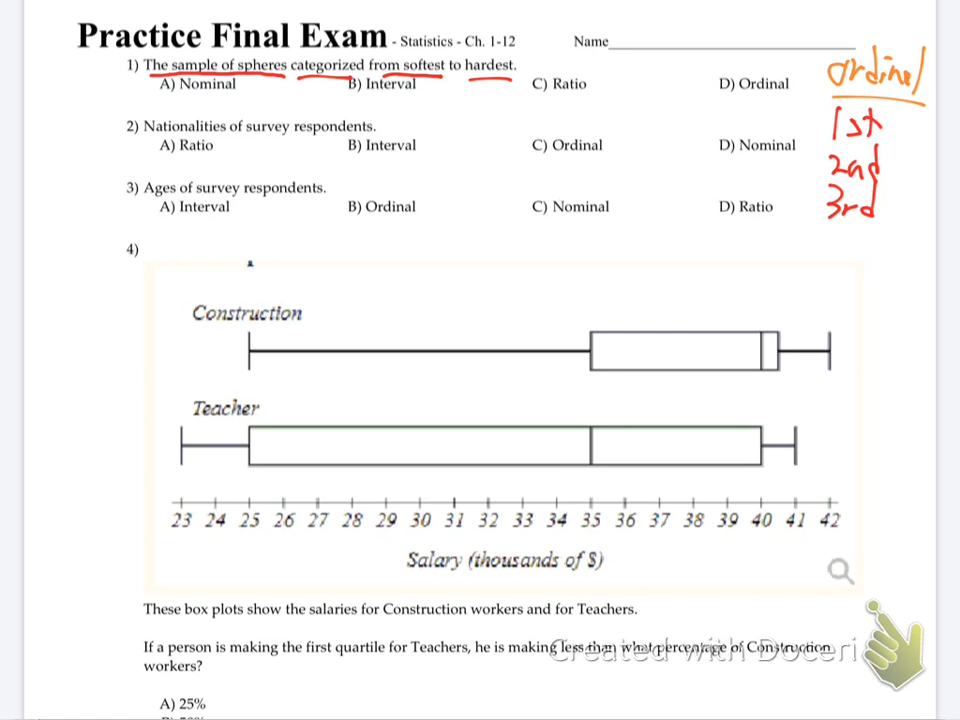 Practice Final Exam - Statistics - Ch. 1-12 Name
1) The sample of spheres categorized from softest to hardest.
A) Nominal B) Interval C) Ratio D) Ordinal
ordinal
1st
2nd
3rd
2) Nationalities of survey respondents.
A) Ratio B) Interval C) Ordinal D) Nominal
3) Ages of survey respondents.
A) Interval B) Ordinal C) Nominal D) Ratio
4)
Construction
Teacher
23 24 25 26 27 28 29 30 31 32 33 34 35 36 37 38 39 40 41 42
Salary (thousands of $)
These box plots show the salaries for Construction workers and for Teachers.
If a person is making the first quartile for Teachers, he is making less than what percentage of Construction
workers?
Created with Doceri
A) 25%